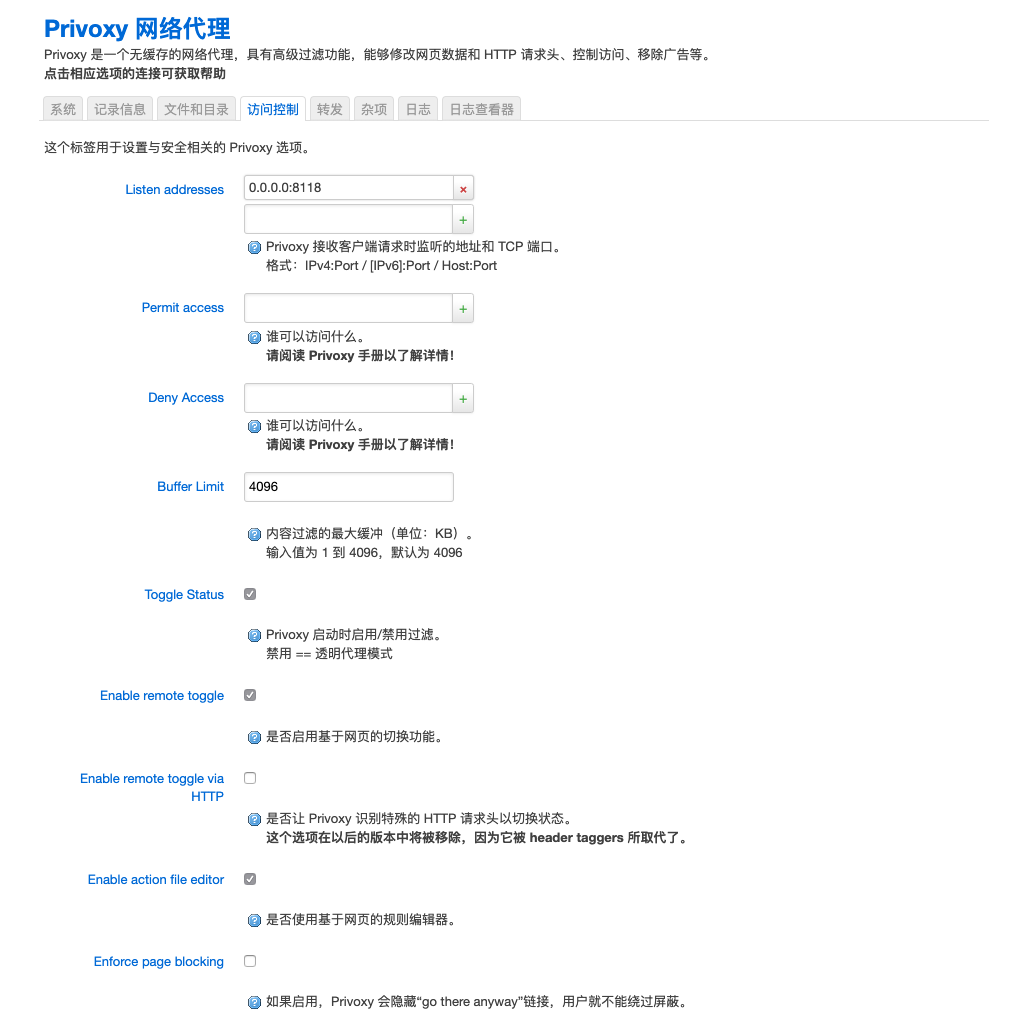 Privoxy 网络代理
Privoxy 是一个无缓存的网络代理，具有高级过滤功能，能够修改网页数据和 HTTP 请求头、控制访问、移除广告等。
点击相应选项的连接可获取帮助
系统 记录信息 文件和目录 访问控制 转发 杂项 日志 日志查看器
这个标签用于设置与安全相关的 Privoxy 选项。
Listen addresses 0.0.0.0:8118 ×
+
Privoxy 接收客户端请求时监听的地址和 TCP 端口。
格式：IPv4:Port / [IPv6]:Port / Host:Port
Permit access +
谁可以访问什么。
请阅读 Privoxy 手册以了解详情！
Deny Access +
谁可以访问什么。
请阅读 Privoxy 手册以了解详情！
Buffer Limit 4096
内容过滤的最大缓冲（单位：KB）。
输入值为 1 到 4096，默认为 4096
Toggle Status
Privoxy 启动时启用/禁用过滤。
禁用 == 透明代理模式
Enable remote toggle
是否启用基于网页的切换功能。
Enable remote toggle via
HTTP
是否让 Privoxy 识别特殊的 HTTP 请求头以切换状态。
这个选项在以后的版本中将被移除，因为它被 header taggers 所取代了。
Enable action file editor
是否使用基于网页的规则编辑器。
Enforce page blocking
如果启用，Privoxy 会隐藏“go there anyway”链接，用户就不能绕过屏蔽。